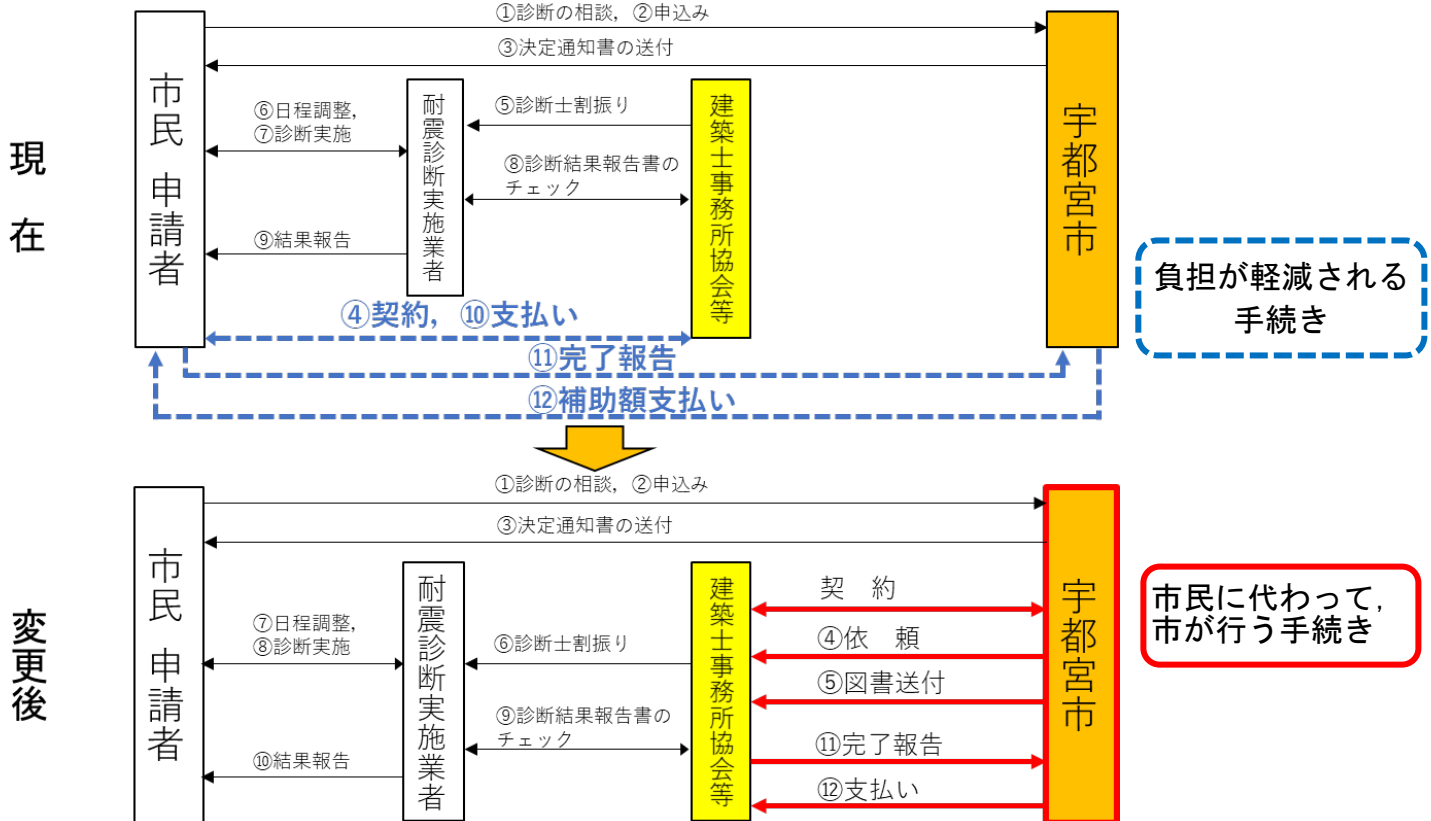 現在
①診断の相談，②申込み
③決定通知書の送付
市民 申請者
⑥日程調整，
⑦診断実施
耐震診断実施業者
⑤診断士割振り
⑧診断結果報告書の
チェック
建築士事務所協会等
宇都宮市
⑨結果報告
④契約，⑩支払い
⑪完了報告
⑫補助額支払い
負担が軽減される
手続き
変更後
①診断の相談，②申込み
③決定通知書の送付
市民 申請者
⑦日程調整，
⑧診断実施
耐震診断実施業者
⑥診断士割振り
⑨診断結果報告書の
チェック
⑩結果報告
建築士事務所協会等
契　約
④依　頼
⑤図書送付
⑪完了報告
⑫支払い
宇都宮市
市民に代わって，
市が行う手続き